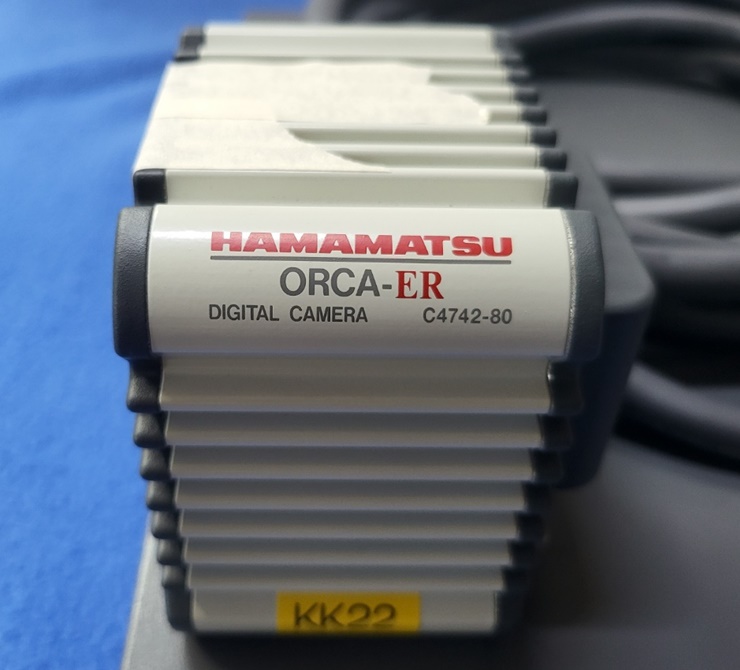 HAMAMATSU
ORCA-ER
DIGITAL CAMERA C4742-80
KK22